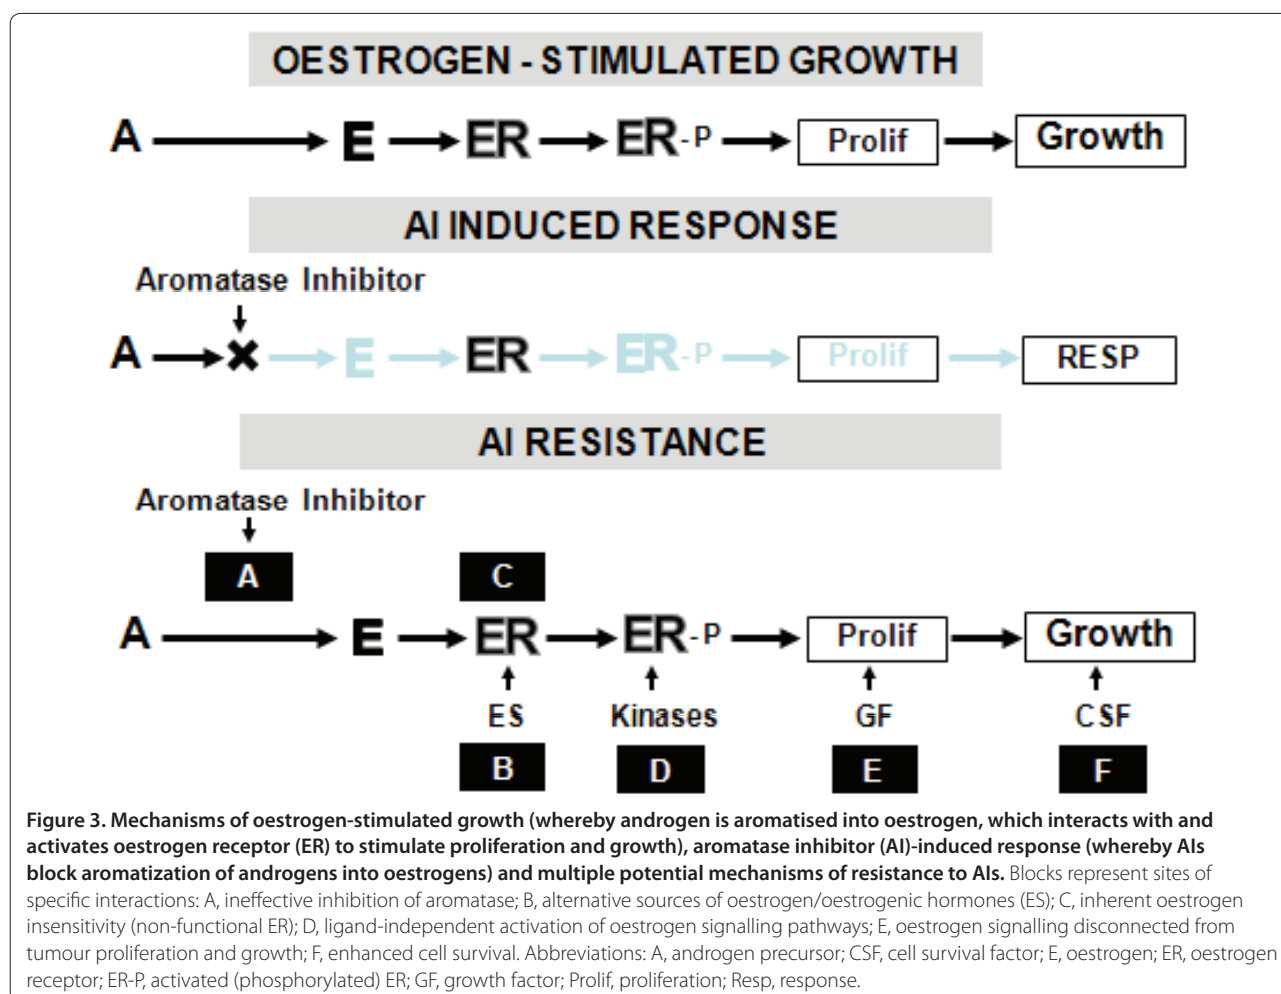 OESTROGEN - STIMULATED GROWTH
A E ER ER-P Prolif Growth
AI INDUCED RESPONSE
Aromatase Inhibitor
A E ER ER-P Prolif RESP
AI RESISTANCE
Aromatase Inhibitor
A C
A E ER ER-P Prolif Growth
ES Kinases GF CSF
B D E F
Figure 3. Mechanisms of oestrogen-stimulated growth (whereby androgen is aromatised into oestrogen, which interacts with and
activates oestrogen receptor (ER) to stimulate proliferation and growth), aromatase inhibitor (AI)-induced response (whereby AIs
block aromatization of androgens into oestrogens) and multiple potential mechanisms of resistance to AIs. Blocks represent sites of
specific interactions: A, ineffective inhibition of aromatase; B, alternative sources of oestrogen/oestrogenic hormones (ES); C, inherent oestrogen
insensitivity (non-functional ER); D, ligand-independent activation of oestrogen signalling pathways; E, oestrogen signalling disconnected from
tumour proliferation and growth; F, enhanced cell survival. Abbreviations: A, androgen precursor; CSF, cell survival factor; E, oestrogen; ER, oestrogen
receptor; ER-P, activated (phosphorylated) ER; GF, growth factor; Prolif, proliferation; Resp, response.